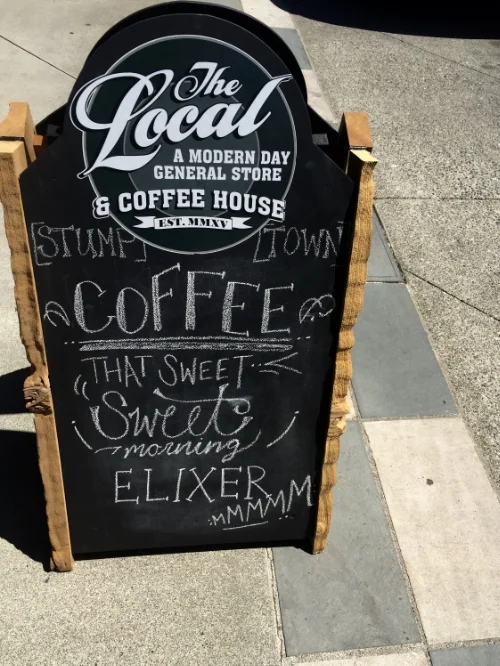 The
Local
A MODERN DAY
GENERAL STORE
& COFFEE HOUSE
EST. MMXV
[STUMP] [TOWN]
COFFEE
THAT SWEET
Sweet
morning
ELIXER
MMMMM